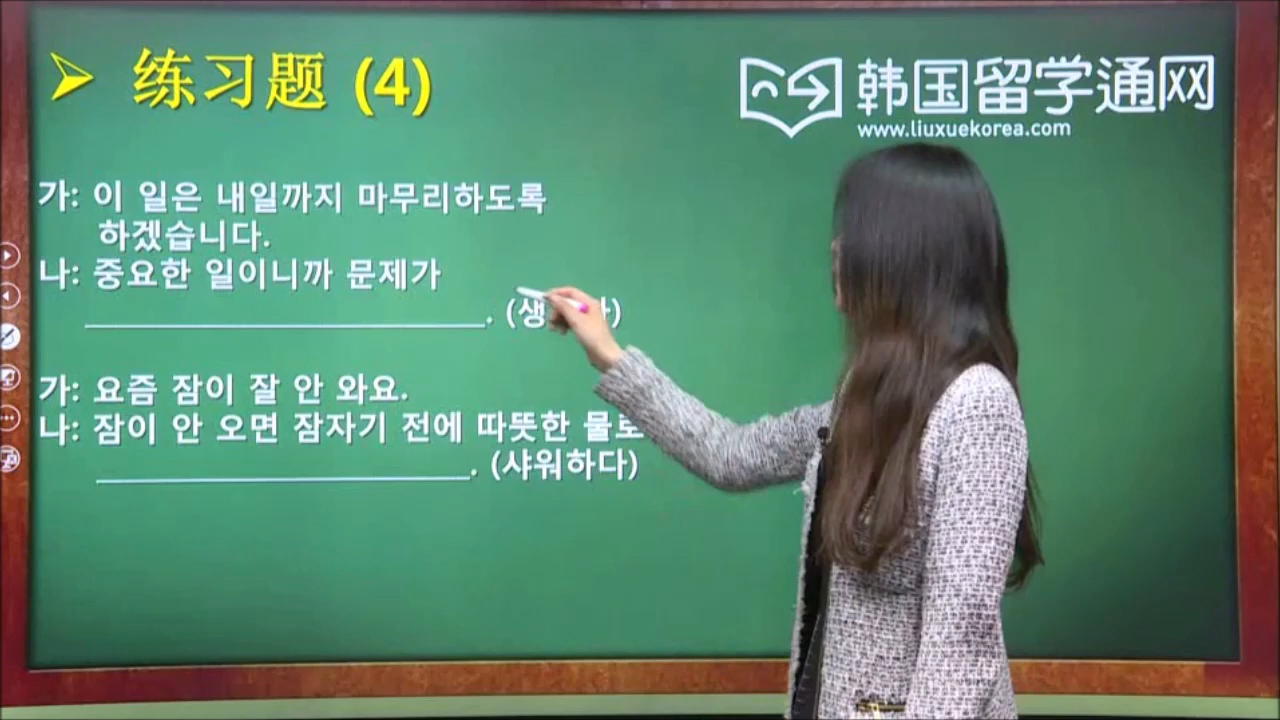 ➢ 练习题 (4)
韩国留学通网
www.liuxuekorea.com
가: 이 일은 내일까지 마무리하도록
하겠습니다.
나: 중요한 일이니까 문제가
____________________. (생
가: 요즘 잠이 잘 안 와요.
나: 잠이 안 오면 잠자기 전에 따뜻한 물로
____________________. (샤워하다)